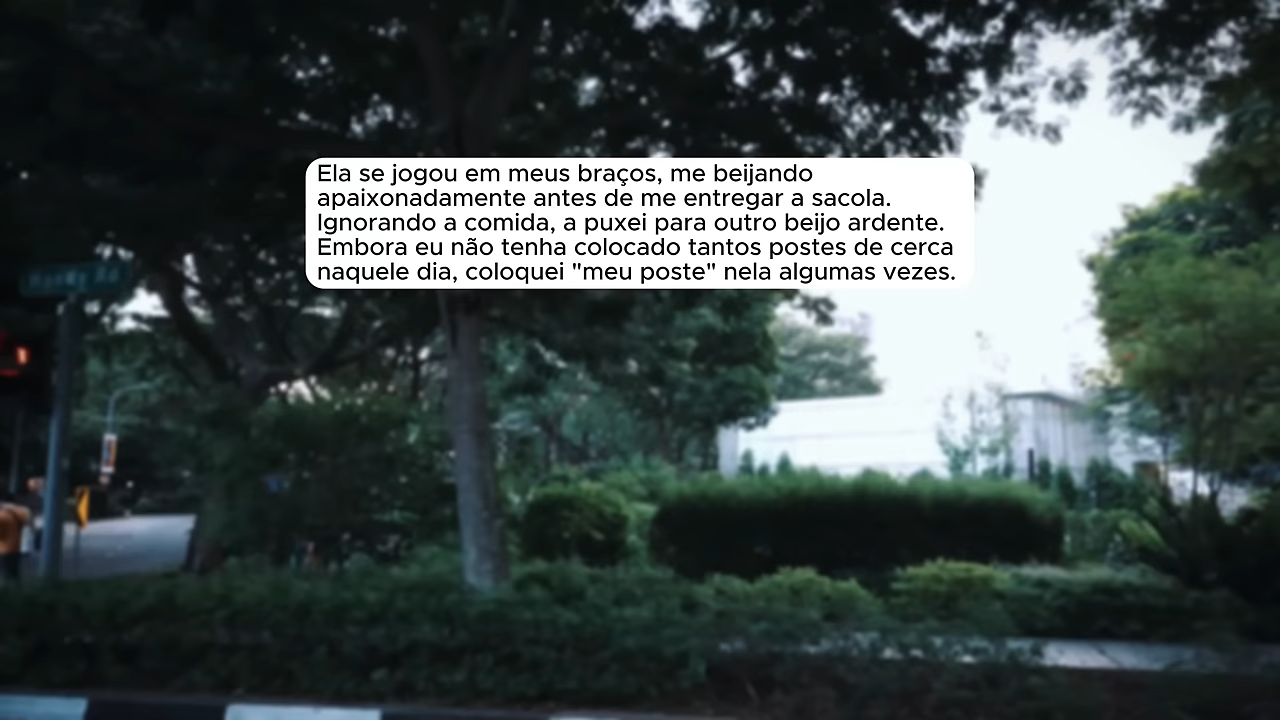 Ela se jogou em meus braços, me beijando
apaixonadamente antes de me entregar a sacola.
Ignorando a comida, a puxei para outro beijo ardente.
Embora eu não tenha colocado tantos postes de cerca
naquele dia, coloquei "meu poste" nela algumas vezes.